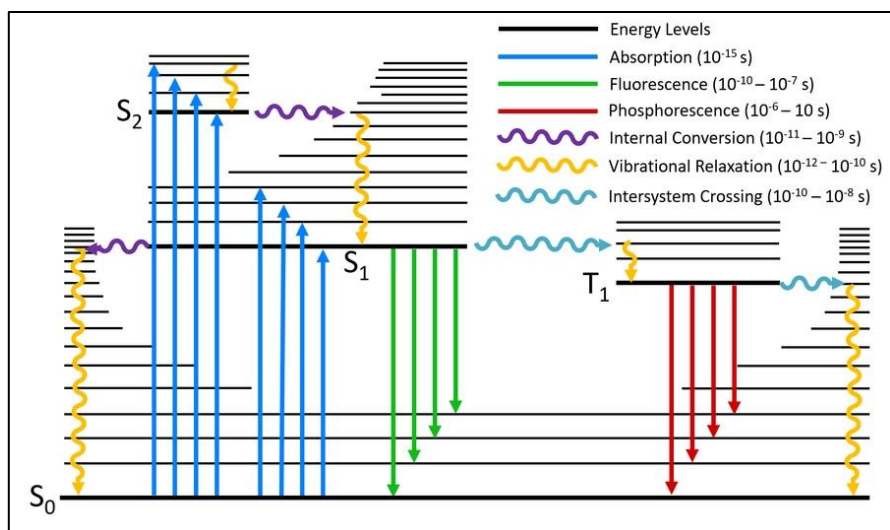 Energy Levels
Absorption (10⁻¹⁵ s)
Fluorescence (10⁻¹⁰ – 10⁻⁷ s)
Phosphorescence (10⁻⁶ – 10 s)
Internal Conversion (10⁻¹¹ – 10⁻⁹ s)
Vibrational Relaxation (10⁻¹² – 10⁻¹⁰ s)
Intersystem Crossing (10⁻¹⁰ – 10⁻⁸ s)
S₂
S₁
T₁
S₀